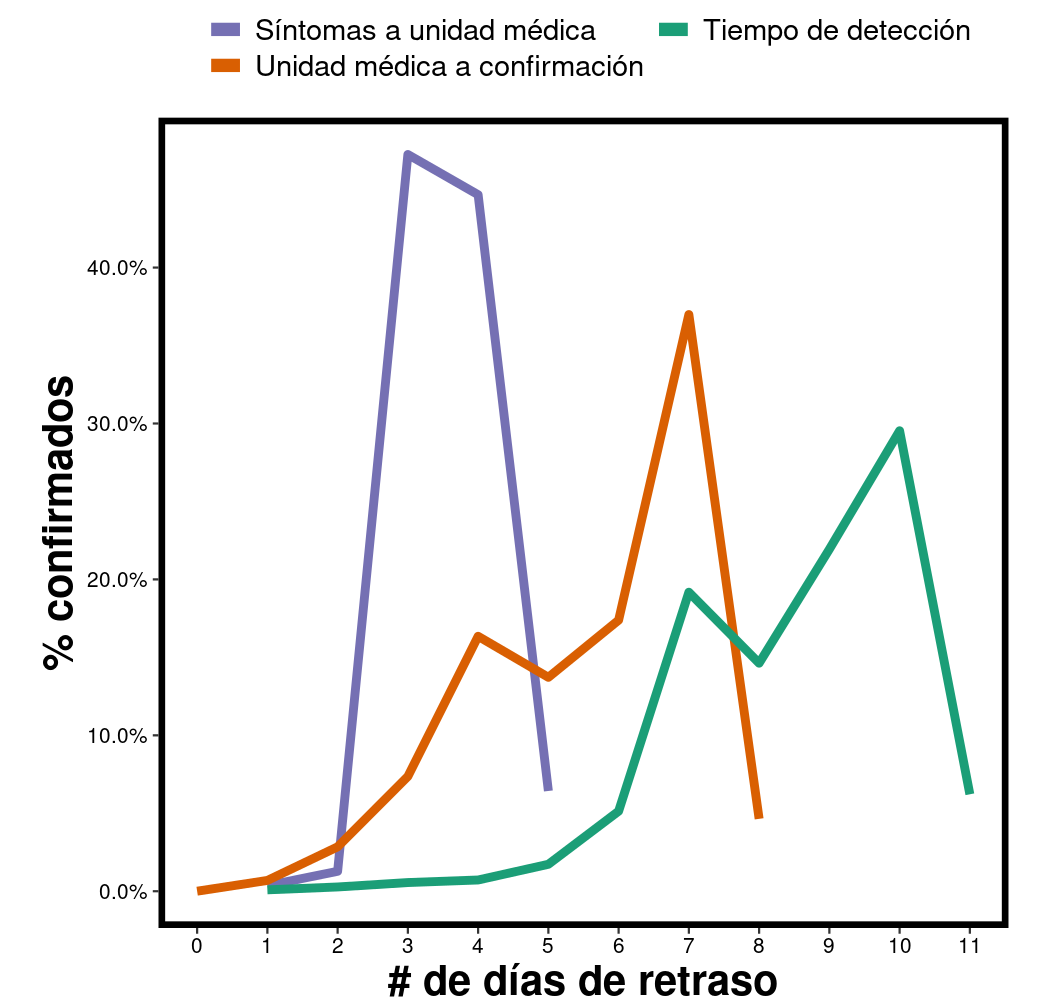 Síntomas a unidad médica
Tiempo de detección
Unidad médica a confirmación
% confirmados
40.0%
30.0%
20.0%
10.0%
0.0%
0 1 2 3 4 5 6 7 8 9 10 11
# de días de retraso